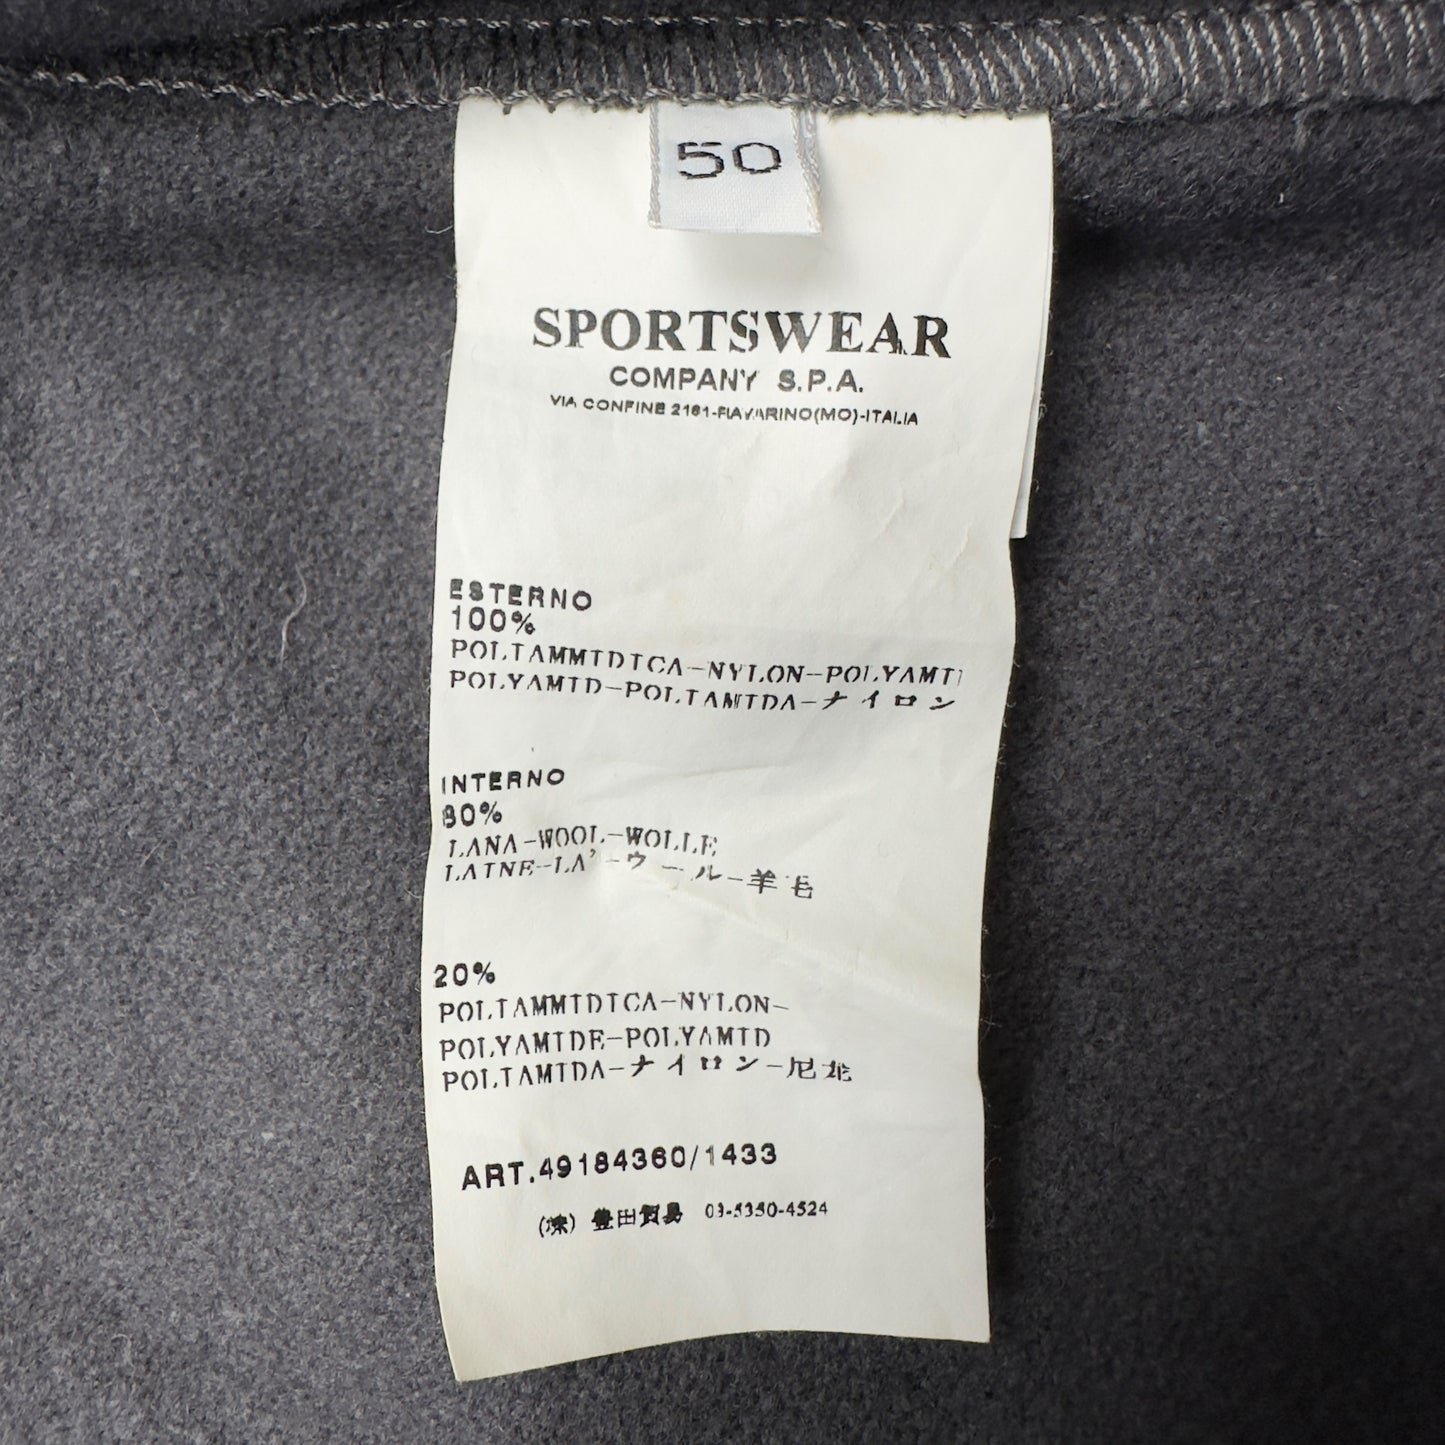 50
SPORTSWEAR
COMPANY S.P.A.
VIA CONFINE 2161-RAVARINO(MO)-ITALIA
ESTERNO
100%
POLIAMMIDICA-NYLON-POLYAMID
POLYAMID-POLIAMIDA-ナイロン
INTERNO
80%
LANA-WOOL-WOLLE
LAINE-LA'-ウール-羊毛
20%
POLIAMMIDICA-NYLON-
POLYAMIDE-POLYAMID
POLIAMIDA-ナイロン-尼龙
ART.49184360/1433
(株) 豊田貿易 03-5350-4524